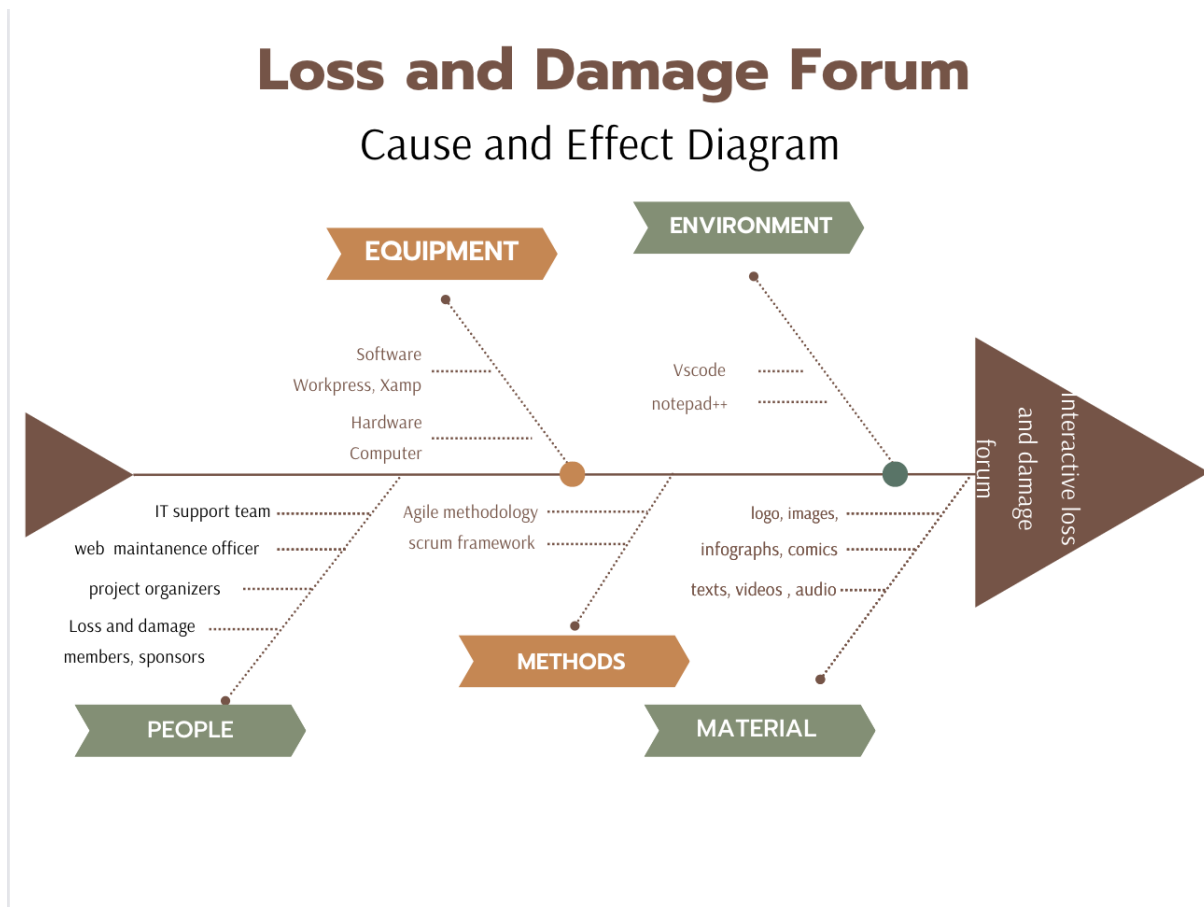 Loss and Damage Forum
Cause and Effect Diagram
EQUIPMENT
ENVIRONMENT
Software
Workpress, Xamp
Hardware
Computer
Vscode
notepad++
Interactive loss
and damage
forum
IT support team
web maintanence officer
project organizers
Loss and damage
members, sponsors
Agile methodology
scrum framework
logo, images,
infographs, comics
texts, videos , audio
METHODS
PEOPLE
MATERIAL